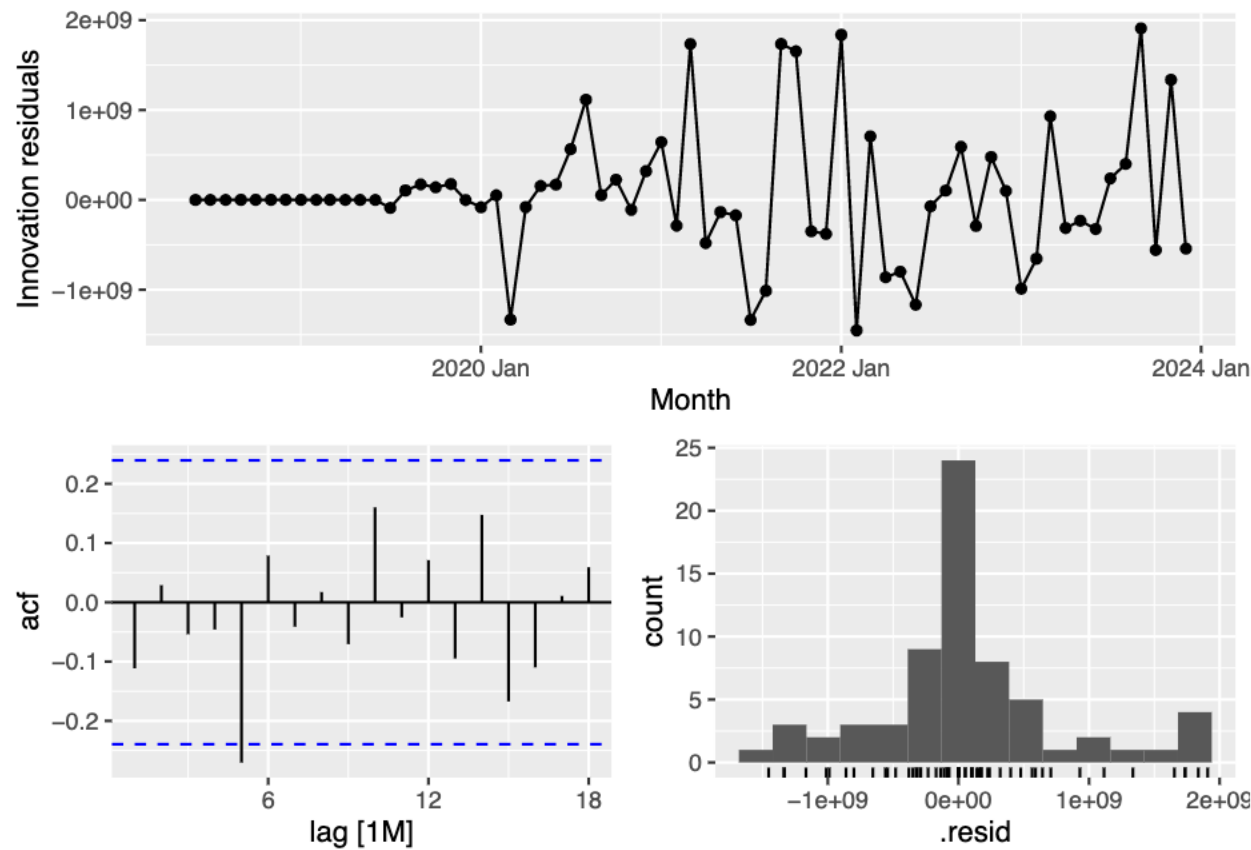 Innovation residuals
2e+09
1e+09
0e+00
−1e+09
2020 Jan
2022 Jan
2024 Jan
Month
acf
0.2
0.1
0.0
−0.1
−0.2
6
12
18
lag [1M]
count
25
20
15
10
5
0
−1e+09
0e+00
1e+09
2e+09
.resid